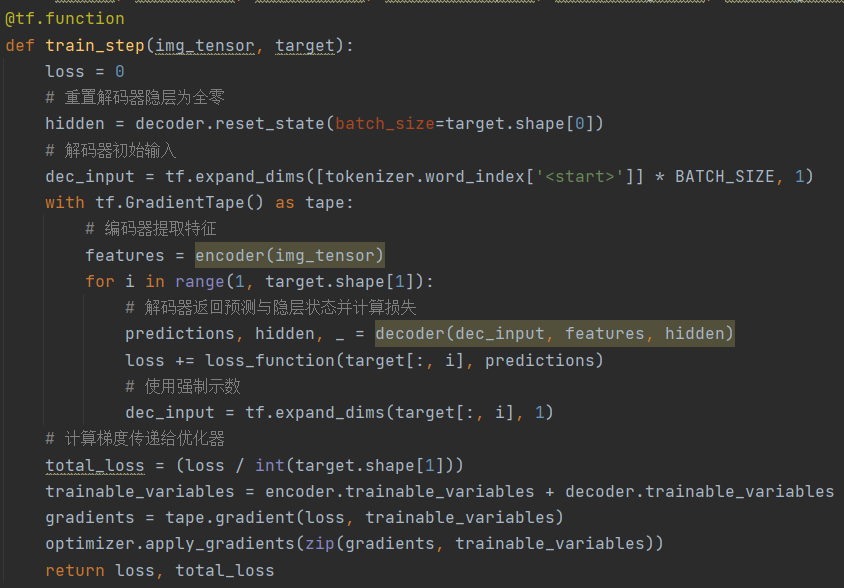 @tf.function
def train_step(img_tensor, target):
    loss = 0
    # 重置解码器隐层为全零
    hidden = decoder.reset_state(batch_size=target.shape[0])
    # 解码器初始输入
    dec_input = tf.expand_dims([tokenizer.word_index['<start>']] * BATCH_SIZE, 1)
    with tf.GradientTape() as tape:
        # 编码器提取特征
        features = encoder(img_tensor)
        for i in range(1, target.shape[1]):
            # 解码器返回预测与隐层状态并计算损失
            predictions, hidden, _ = decoder(dec_input, features, hidden)
            loss += loss_function(target[:, i], predictions)
            # 使用强制示数
            dec_input = tf.expand_dims(target[:, i], 1)
    # 计算梯度传递给优化器
    total_loss = (loss / int(target.shape[1]))
    trainable_variables = encoder.trainable_variables + decoder.trainable_variables
    gradients = tape.gradient(loss, trainable_variables)
    optimizer.apply_gradients(zip(gradients, trainable_variables))
    return loss, total_loss